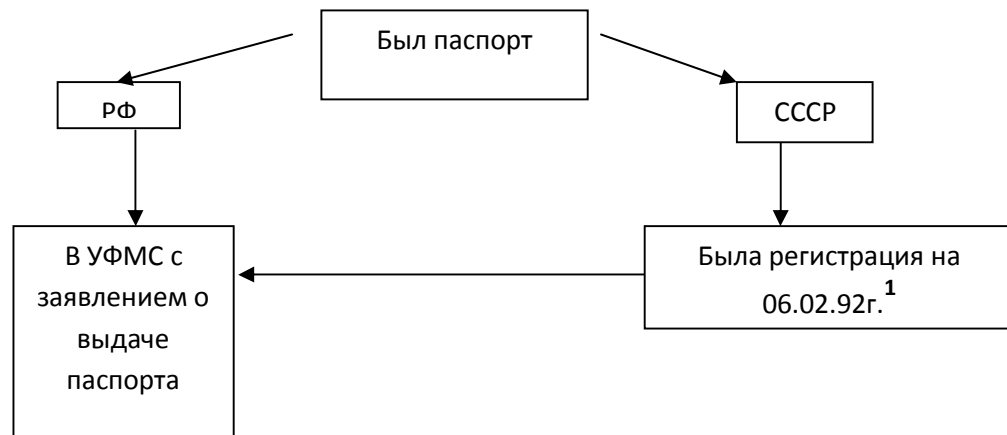 Был паспорт
РФ
СССР
В УФМС с
заявлением о
выдаче
паспорта
Была регистрация на
06.02.92г.1